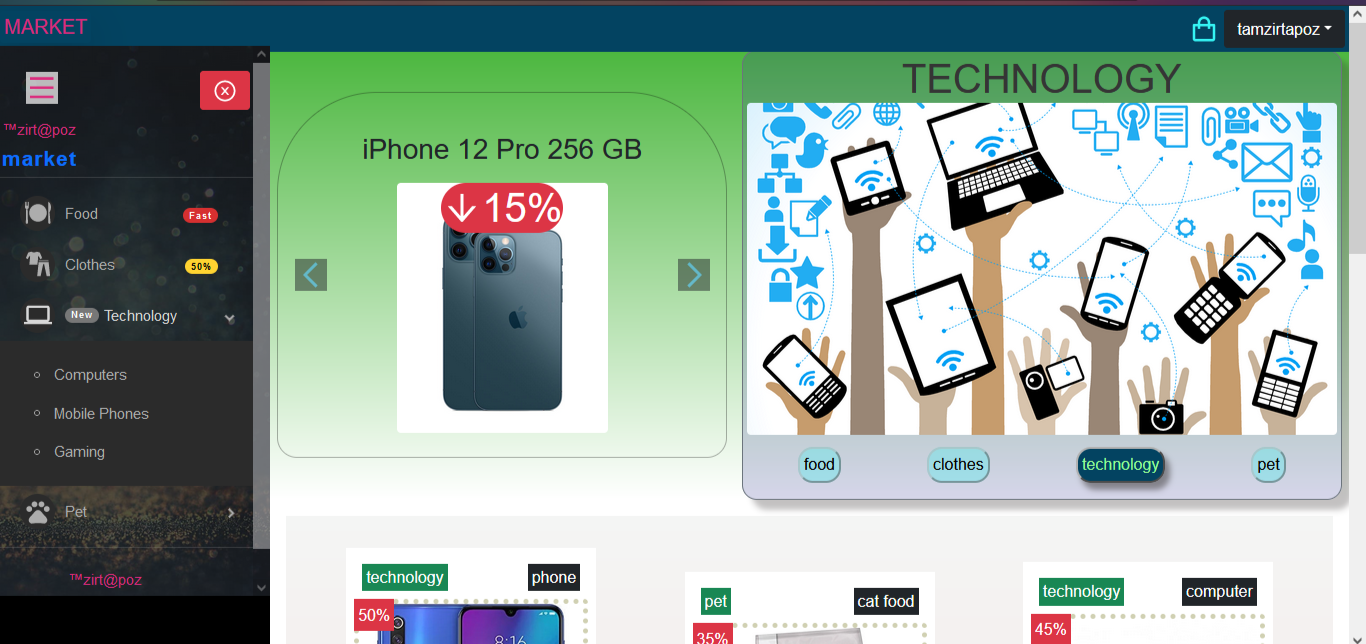 MARKET
tamzirtapoz
™zirt@poz
market
Food
Fast
Clothes
50%
New
Technology
Computers
Mobile Phones
Gaming
Pet
™zirt@poz
iPhone 12 Pro 256 GB
15%
TECHNOLOGY
food
clothes
technology
pet
technology
phone
50%
8:16
pet
cat food
35%
technology
computer
45%